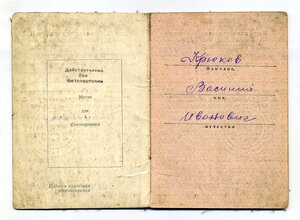 Действительно
без
фотокарточки
Место
для
фотокарточки
Крюков
Фамилия,
Василий
имя,
Иванович
отчество